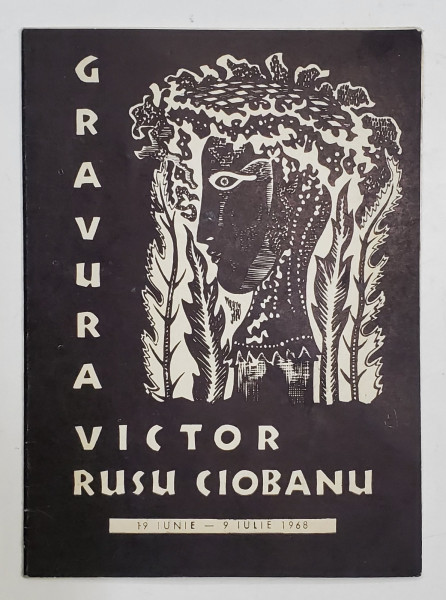 GRAVURA
VICTOR
RUSU CIOBANU
19 IUNIE — 9 IULIE 1968